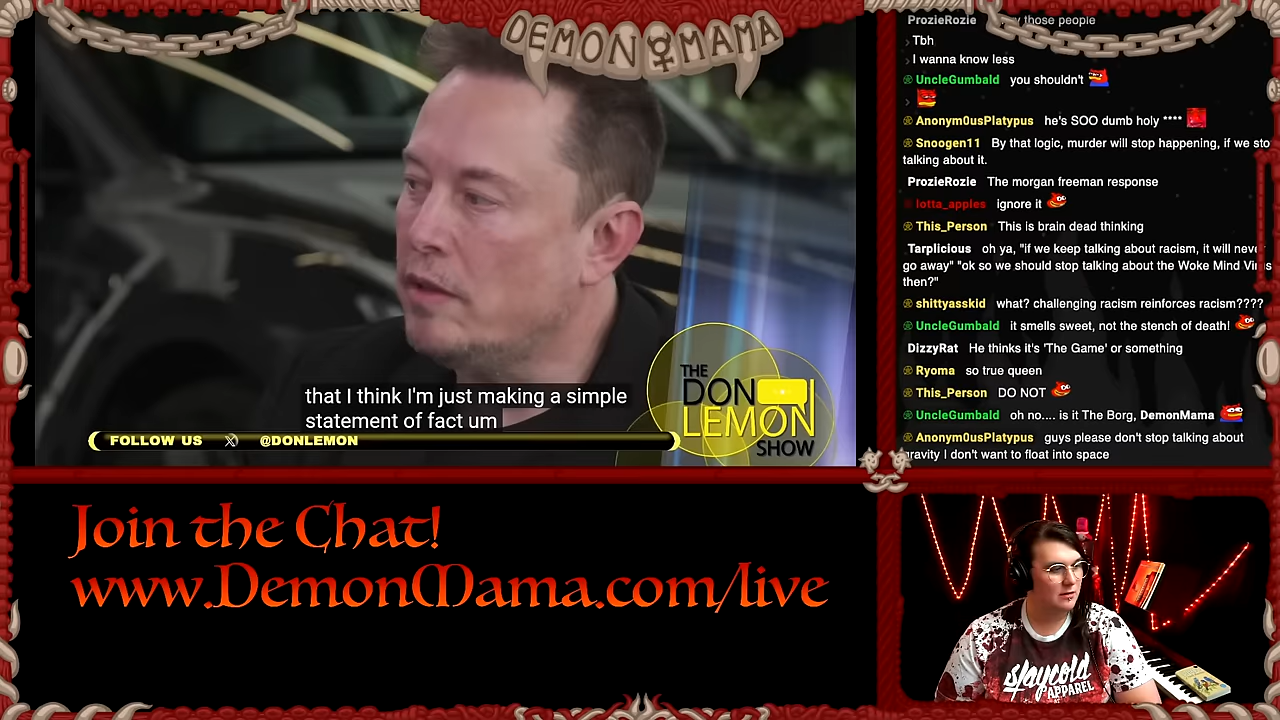 DEMON MAMA
that I think I'm just making a simple
statement of fact um
FOLLOW US X @DONLEMON
THE
DON
LEMON
SHOW
Join the Chat!
www.DemonMama.com/live
ProzieRozie those people
Tbh
I wanna know less
UncleGumbald you shouldn't
Anonym0usPlatypus he's SOO dumb holy ****
Snoogen11 By that logic, murder will stop happening, if we sto
talking about it.
ProzieRozie The morgan freeman response
lotta_apples ignore it
This_Person This is brain dead thinking
Tarplicious oh ya, "if we keep talking about racism, it will never
go away" "ok so we should stop talking about the Woke Mind Virus
then?"
shittyasskid what? challenging racism reinforces racism????
UncleGumbald it smells sweet, not the stench of death!
DizzyRat He thinks it's 'The Game' or something
Ryoma so true queen
This_Person DO NOT
UncleGumbald oh no.... is it The Borg, DemonMama
Anonym0usPlatypus guys please don't stop talking about
gravity I don't want to float into space
slaycold
APPAREL